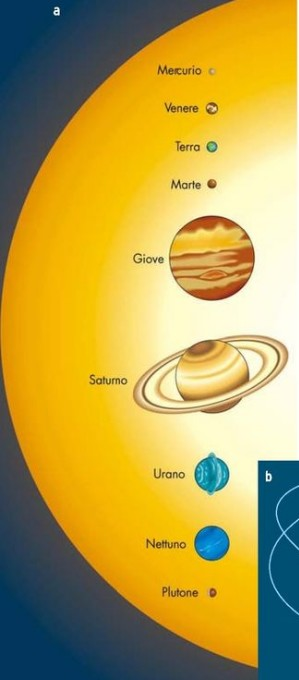 a
Mercurio
Venere
Terra
Marte
Giove
Saturno
Urano
b
Nettuno
Plutone